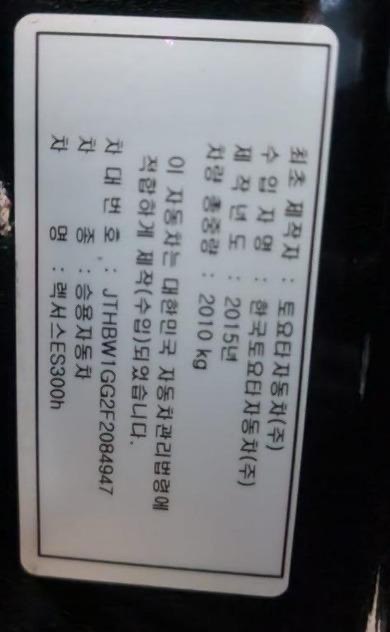 최초 제작자 : 토요타자동차(주)
수 입 자 명 : 한국토요타자동차(주)
제 작 년 도 : 2015년
차량 총중량 : 2010 kg
이 자동차는 대한민국 자동차관리법령에
적합하게 제작(수입)되었습니다.
차 대 번 호 : JTHBW1GG2F2084947
차 종 : 승용자동차
차 명 : 렉서스ES300h